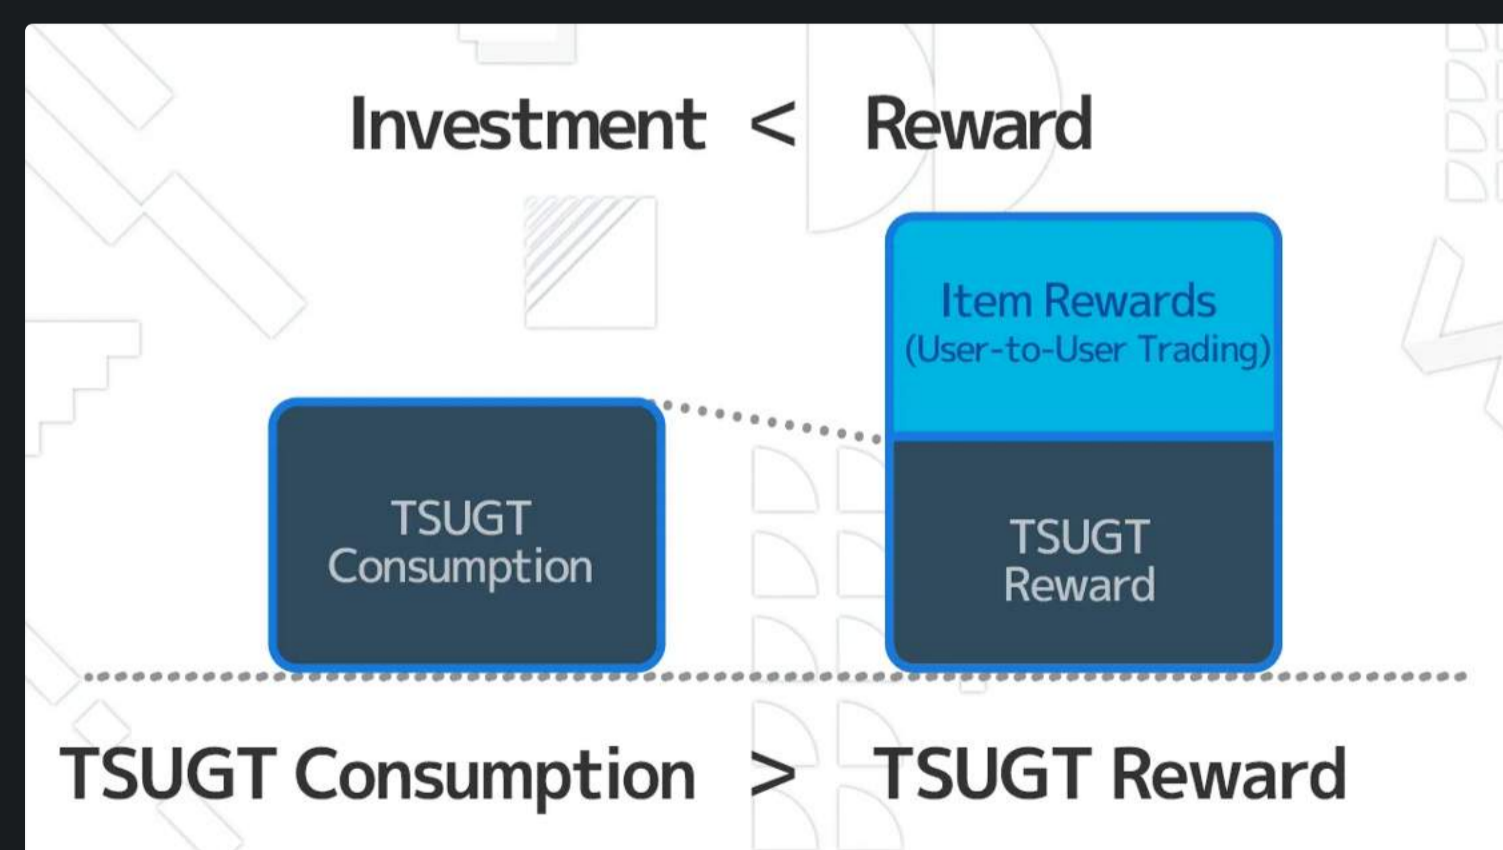 Investment < Reward
Item Rewards
(User-to-User Trading)
TSUGT
Consumption
TSUGT
Reward
TSUGT Consumption > TSUGT Reward